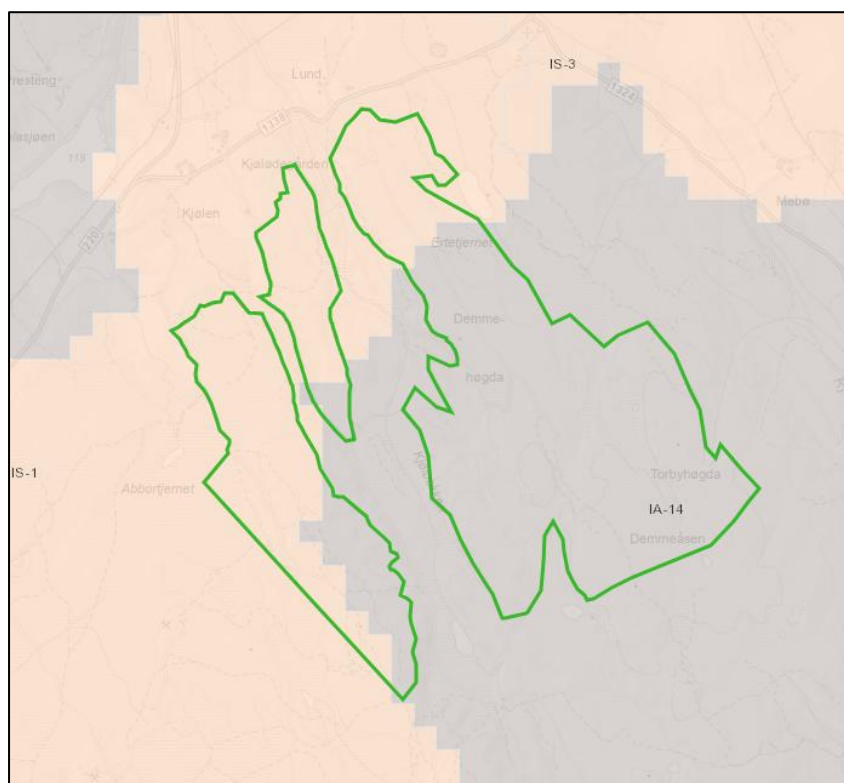 IS-3
Lund
1322
119
1338
Kjølen
Mebø
Ertetjernet
220
Demme-
høgda
IS-1
Torbyhøgda
Abbortjernet
IA-14
Demmeåsen